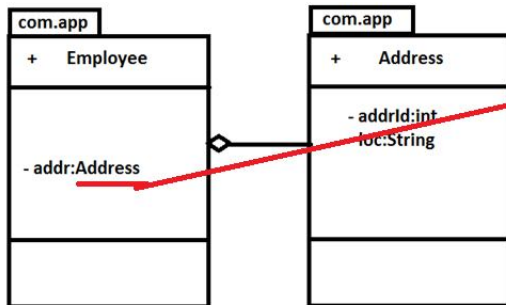 com.app
+ Employee
- addr:Address
com.app
+ Address
- addrId:int
- loc:String